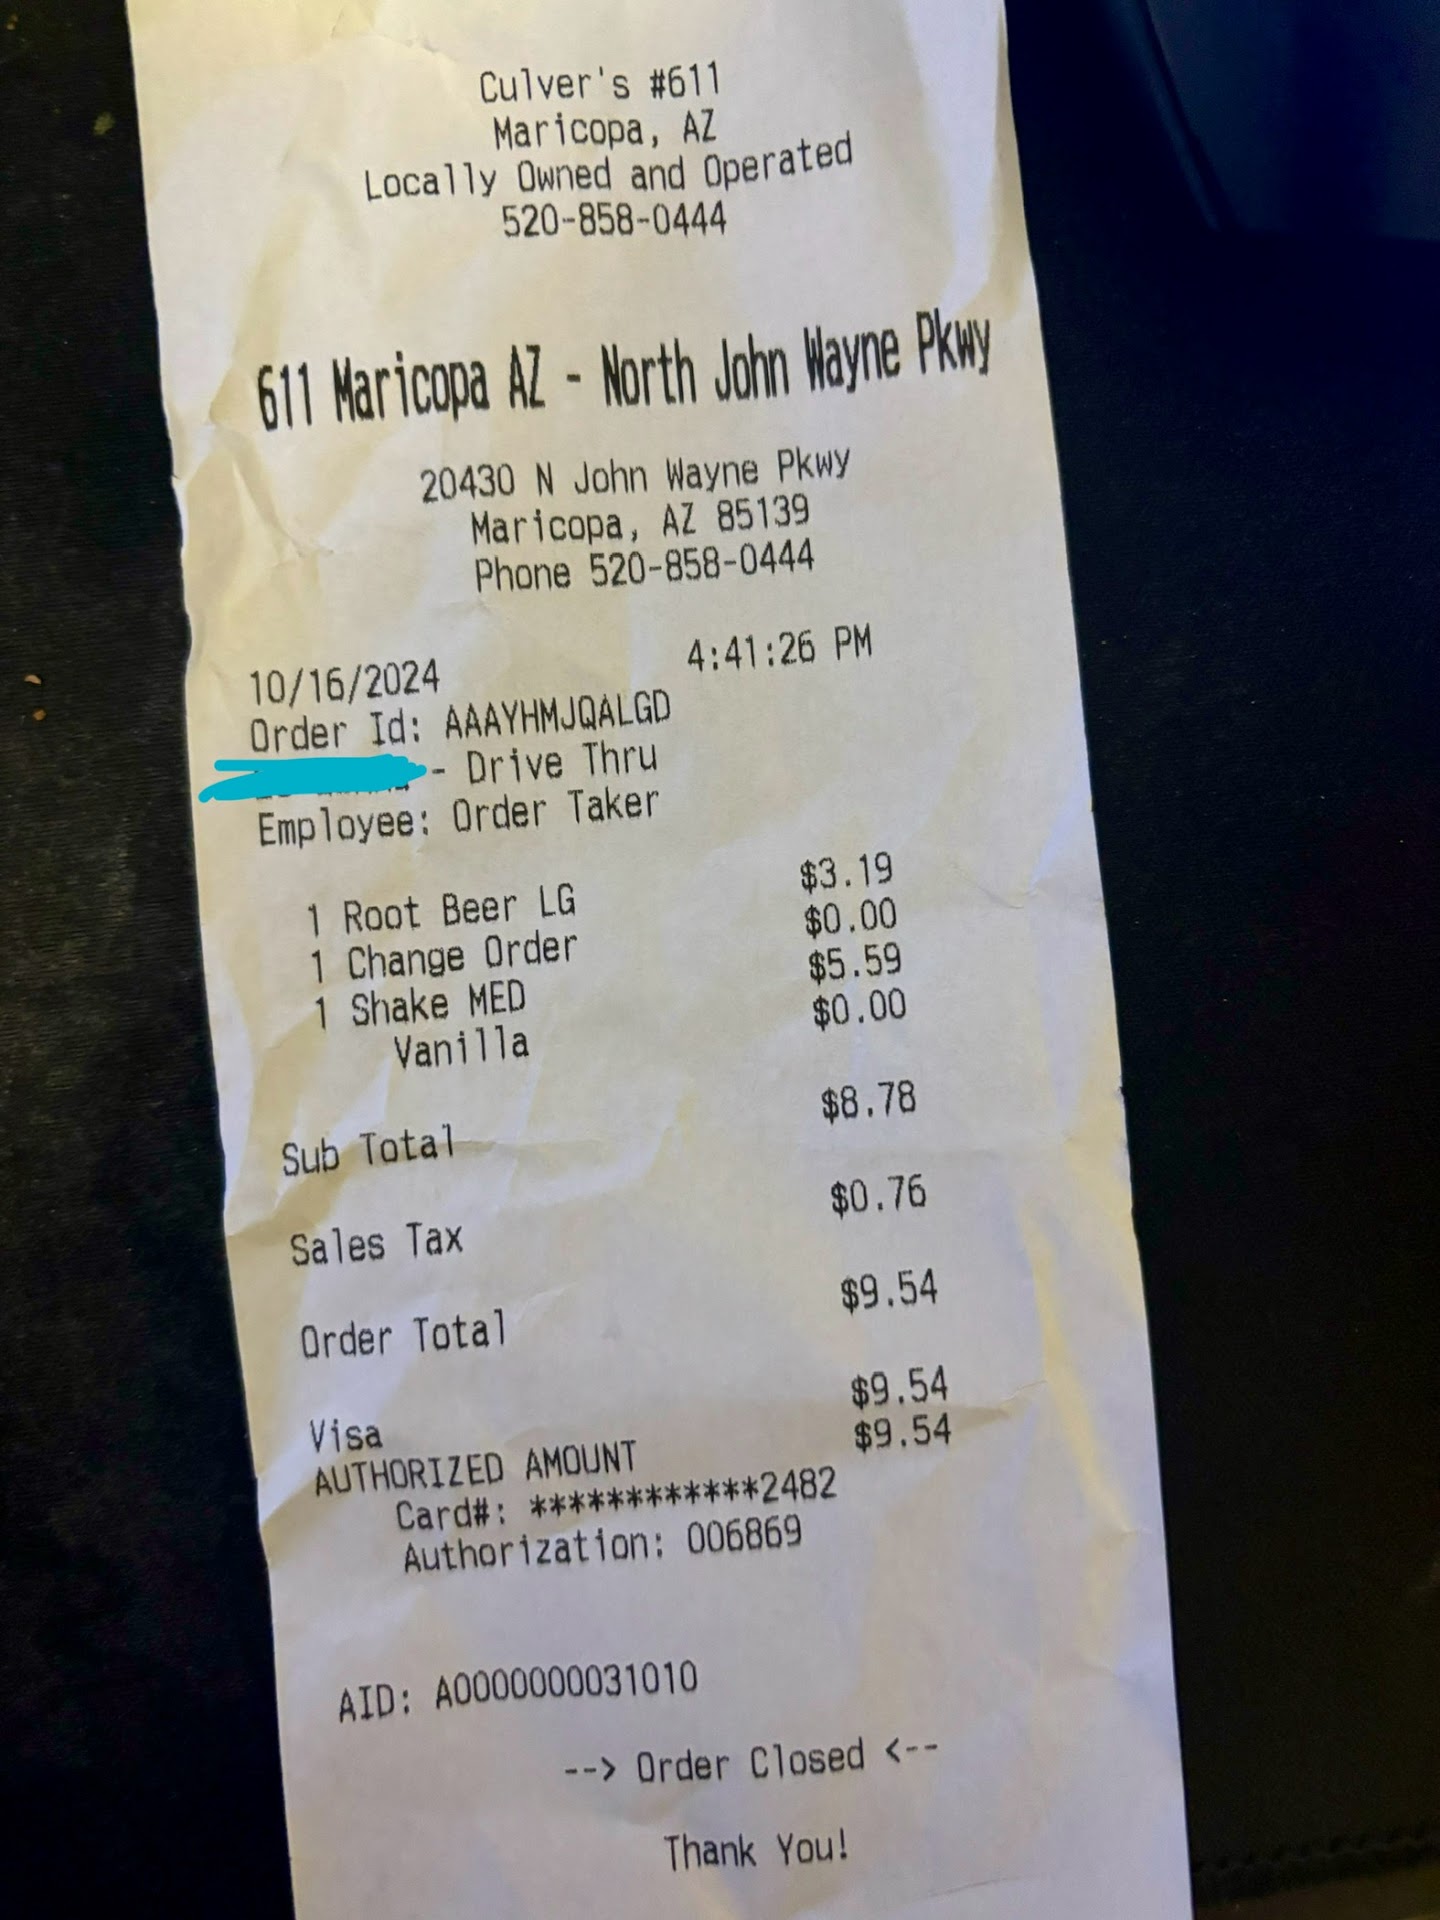 Culver's #611
Maricopa, AZ
Locally Owned and Operated
520-858-0444
611 Maricopa AZ - North John Wayne Pkwy
20430 N John Wayne Pkwy
Maricopa, AZ 85139
Phone 520-858-0444
10/16/2024 4:41:26 PM
Order Id: AAAYHMJQALGD
- Drive Thru
Employee: Order Taker
1 Root Beer LG $3.19
1 Change Order $0.00
1 Shake MED $5.59
Vanilla $0.00
Sub Total $8.78
Sales Tax $0.76
Order Total $9.54
Visa $9.54
AUTHORIZED AMOUNT $9.54
Card#: ************2482
Authorization: 006869
AID: A0000000031010
--> Order Closed <--
Thank You!